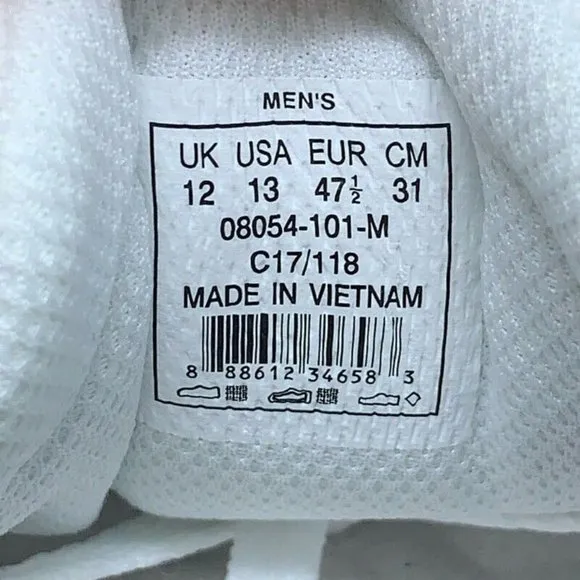 MEN'S
UK USA EUR CM
12 13 47½ 31
08054-101-M
C17/118
MADE IN VIETNAM
8 88612 34658 3